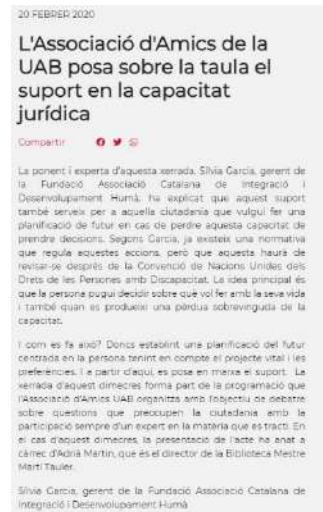 20 FEBRER 2020
L'Associació d'Amics de la
UAB posa sobre la taula el
suport en la capacitat
jurídica
Compartir
La ponent i experta d'aquesta xerrada, Sílvia Garcia, gerent de
la Fundació Associació Catalana de Integració i
Desenvolupament Humà, ha explicat que aquest suport
també serveix per a aquella ciutadania que vulgui fer una
planificació de futur en cas de perdre aquesta capacitat de
prendre decisions. Segons Garcia, ja existeix una normativa
que regula aquestes accions, però que aquesta haurà de
revisar-se després de la Convenció de Nacions Unides dels
Drets de les Persones amb Discapacitat. La idea principal és
que la persona pugui decidir sobre què vol fer amb la seva vida
i també quan es produeixi una pèrdua sobrevinguda de la
capacitat.
I com es fa això? Doncs establint una planificació del futur
centrada en la persona tenint en compte el projecte vital i les
preferències. I a partir d'aquí, es posa en marxa el suport. La
xerrada d'aquest dimecres forma part de la programació que
l'Associació d'Amics UAB organitza amb l'objectiu de debatre
sobre questions que preocupen la ciutadania amb la
participació sempre d'un expert en la matèria que es tracti. En
el cas d'aquest dimecres, la presentació de l'acte ha anat a
càrrec d'Adrià Martin, que és el director de la Biblioteca Mestre
Martí Tauler.
Sílvia Garcia, gerent de la Fundació Associació Catalana de
Integració i Desenvolupament Humà